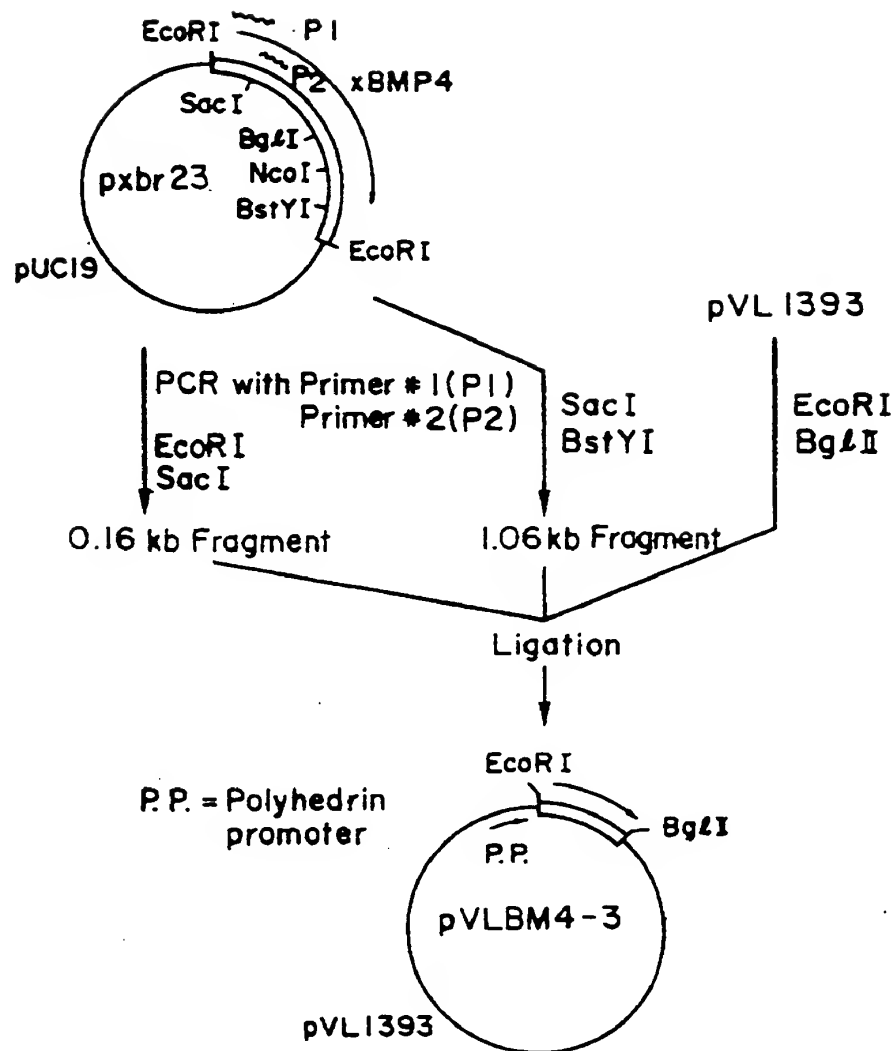 EcoRI
P1
P2
xBMP4
SacI
BglI
NcoI
BstYI
pxbr23
EcoRI
pUC19
pVL1393
PCR with Primer #1(P1)
Primer #2(P2)
EcoRI
SacI
SacI
BstYI
EcoRI
BglII
0.16 kb Fragment
1.06kb Fragment
Ligation
EcoRI
P.P. = Polyhedrin
promoter
BglI
P.P.
pVLBM4-3
pVL1393